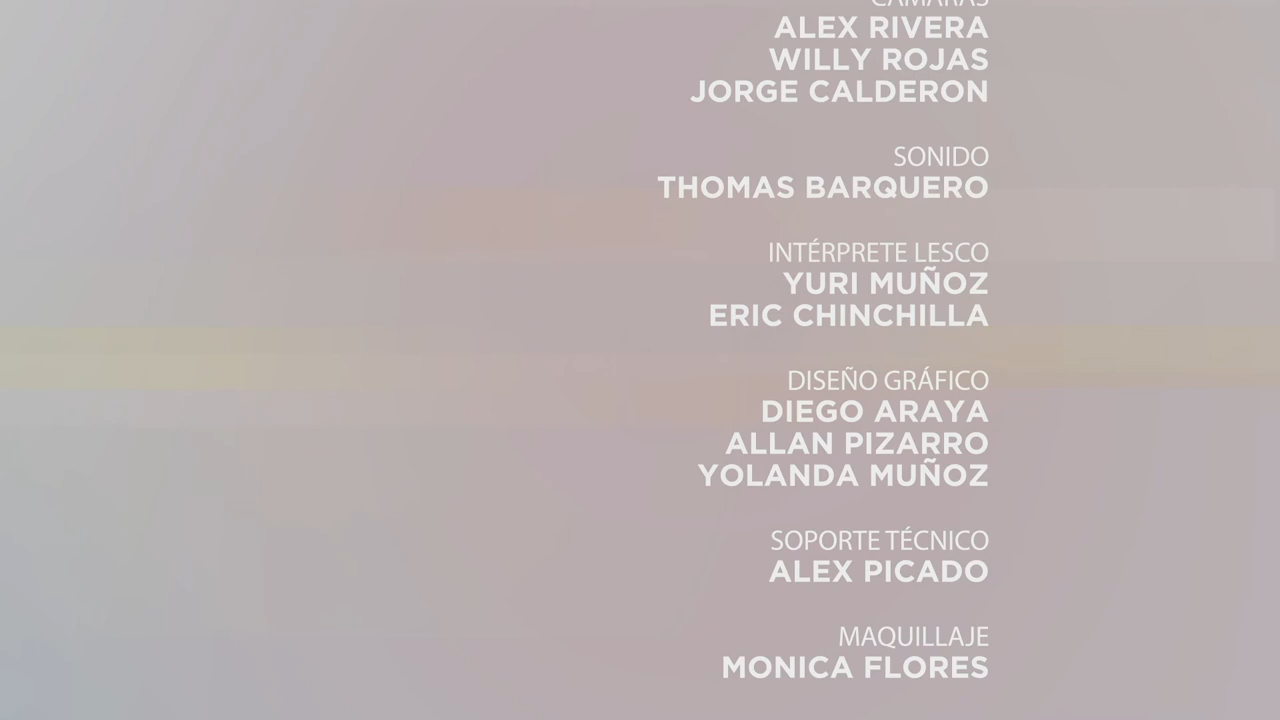 CÁMARAS
ALEX RIVERA
WILLY ROJAS
JORGE CALDERON
SONIDO
THOMAS BARQUERO
INTÉRPRETE LESCO
YURI MUÑOZ
ERIC CHINCHILLA
DISEÑO GRÁFICO
DIEGO ARAYA
ALLAN PIZARRO
YOLANDA MUÑOZ
SOPORTE TÉCNICO
ALEX PICADO
MAQUILLAJE
MONICA FLORES